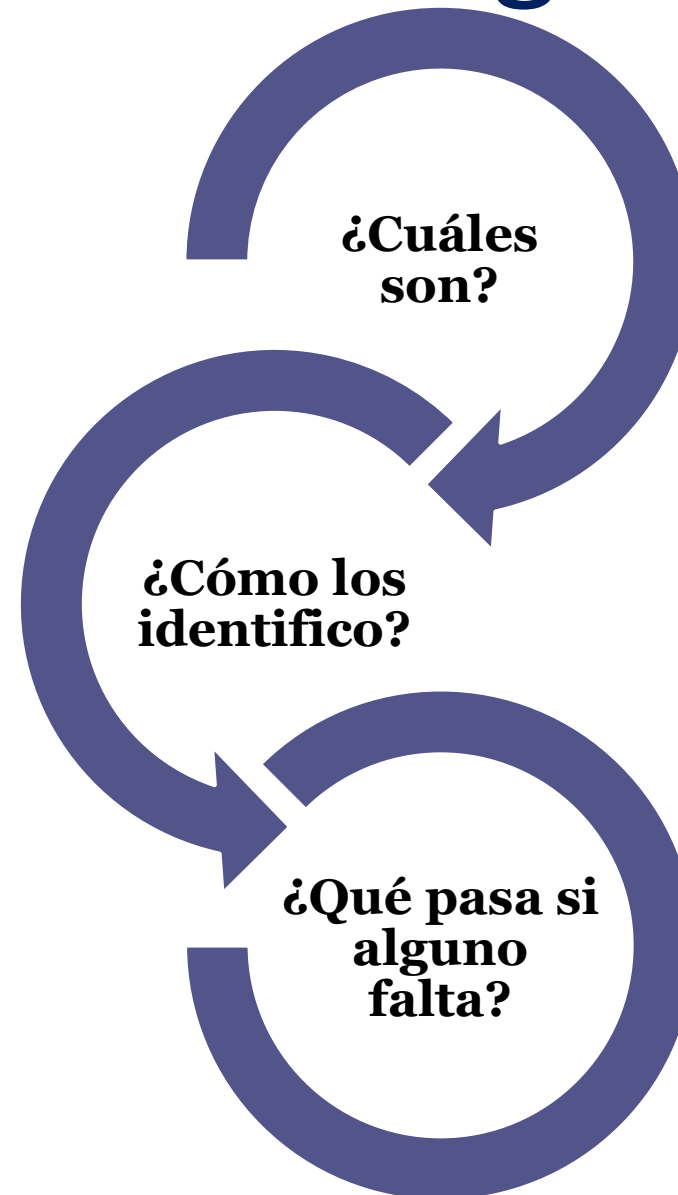 ¿Cuáles
son?
¿Cómo los
identifico?
¿Qué pasa si
alguno
falta?